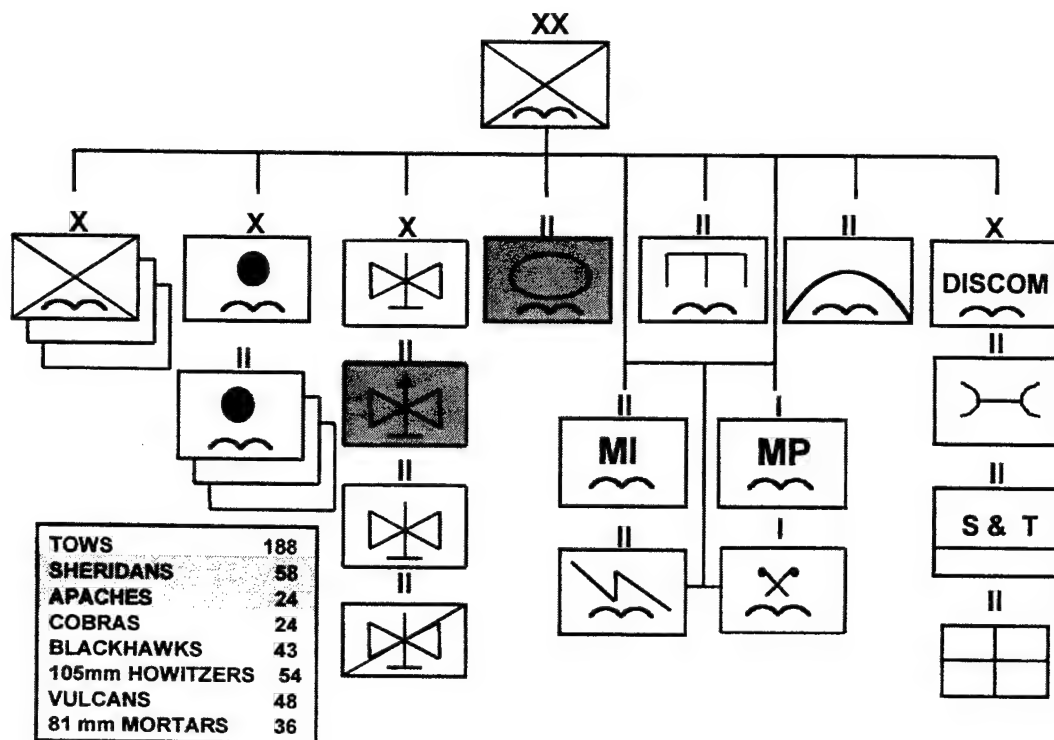 XX
X
X
X
II
II
II
X
DISCOM
II
II
II
II
I
MI
MP
II
II
S & T
II
I
II
II
TOWS 188
SHERIDANS 58
APACHES 24
COBRAS 24
BLACKHAWKS 43
105mm HOWITZERS 54
VULCANS 48
81 mm MORTARS 36